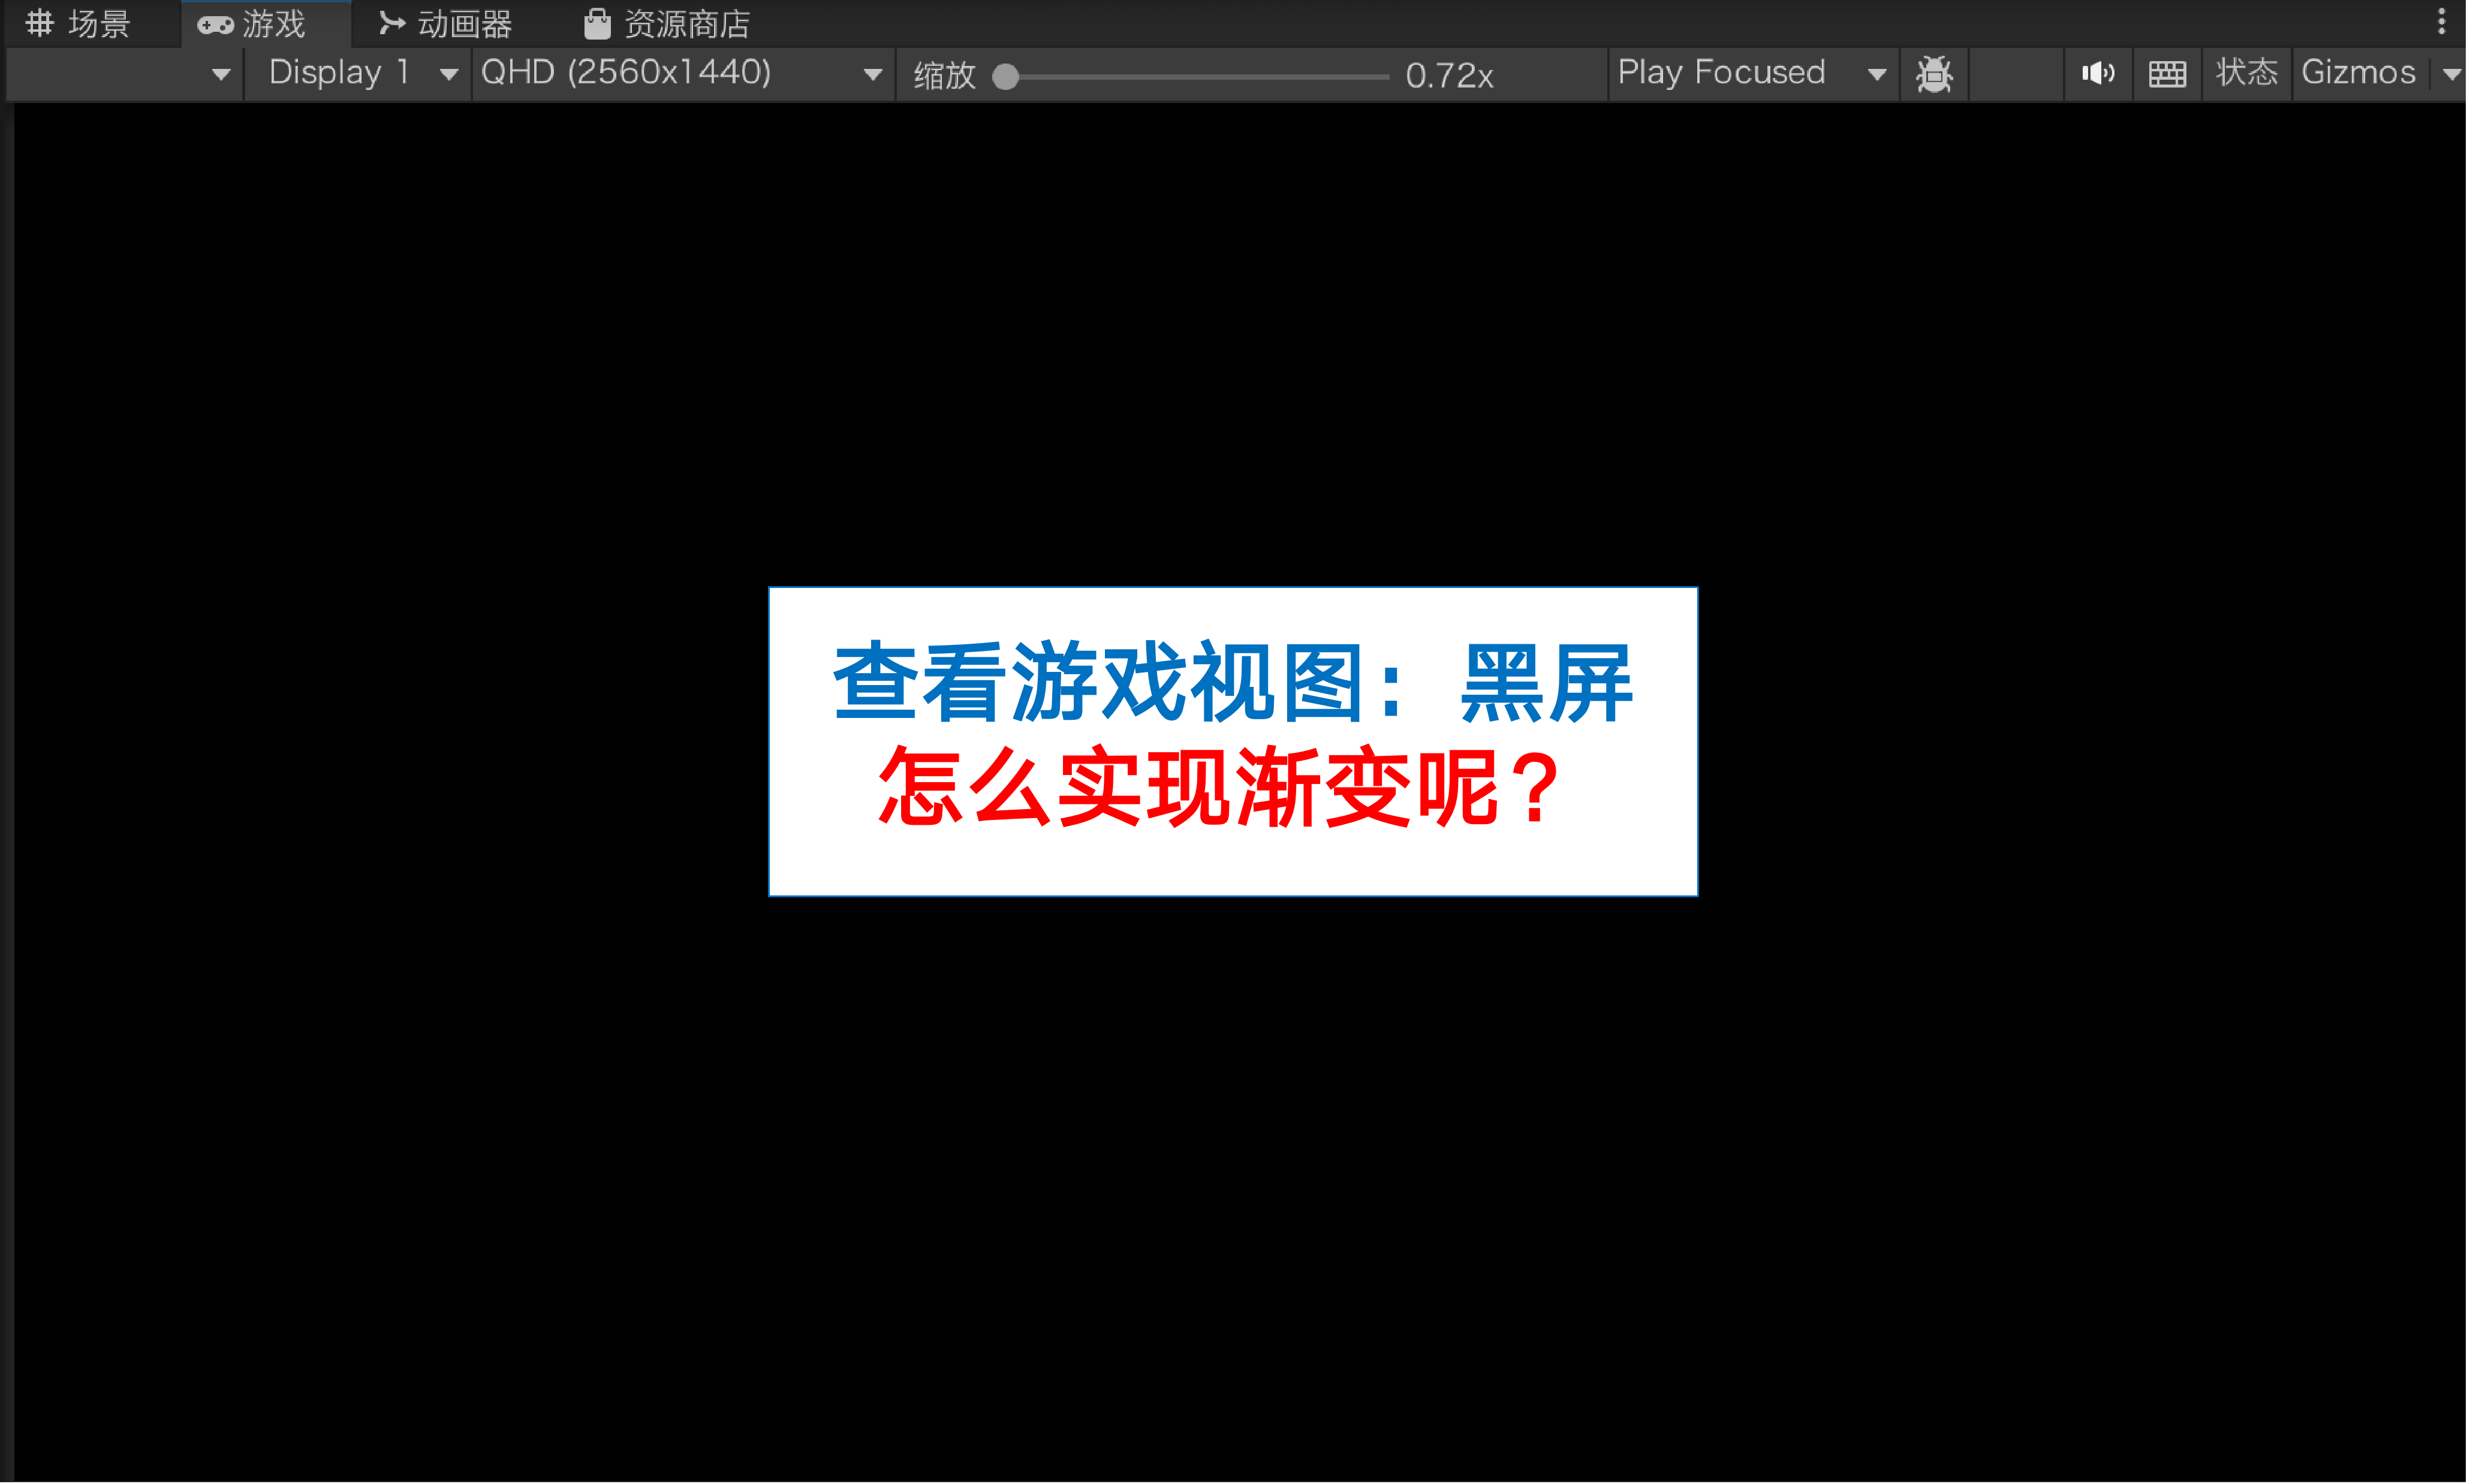 场景 游戏 动画器 资源商店
Display 1 QHD (2560x1440) 缩放 0.72x Play Focused 状态 Gizmos
查看游戏视图：黑屏
怎么实现渐变呢？